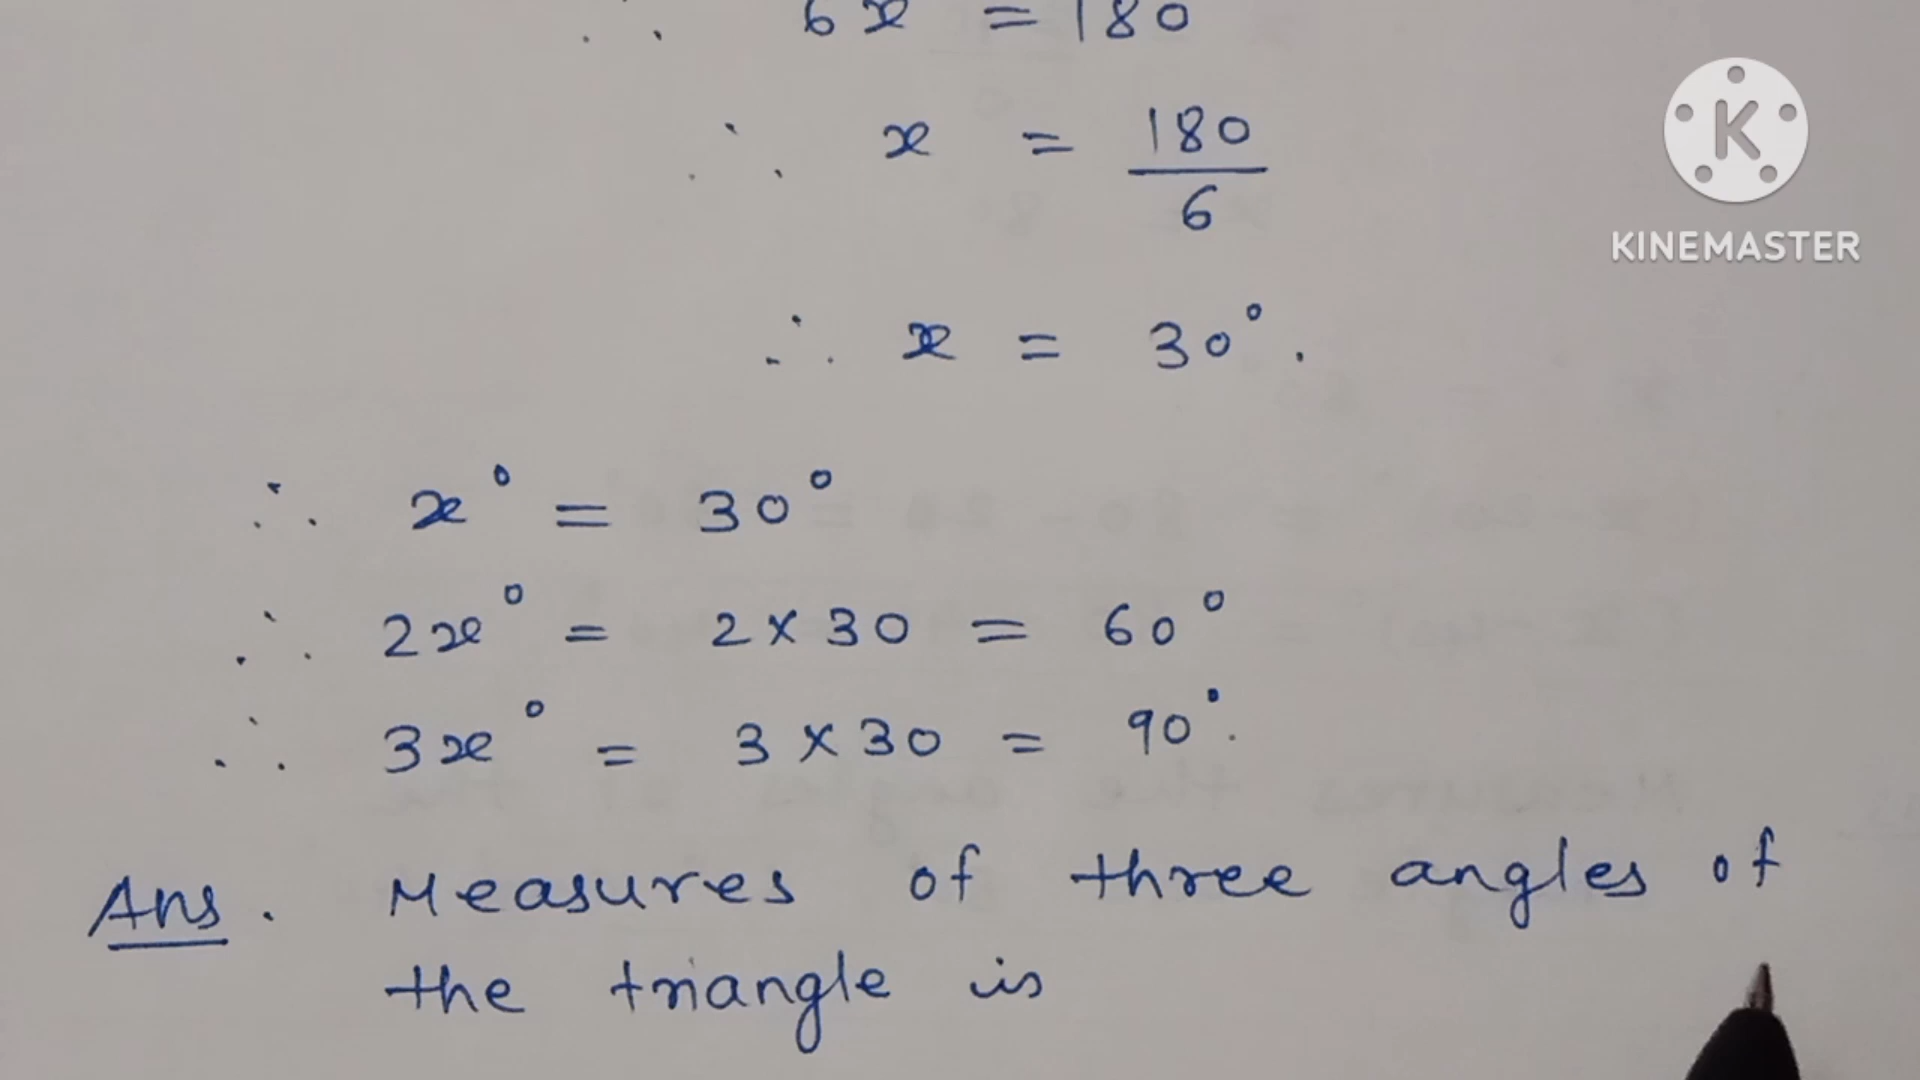 ∴ 6x = 180
∴ x = 180/6
∴ x = 30°.
∴ x° = 30°
∴ 2x° = 2 × 30 = 60°
∴ 3x° = 3 × 30 = 90°.
Ans. Measures of three angles of
the triangle is
K
KINEMASTER